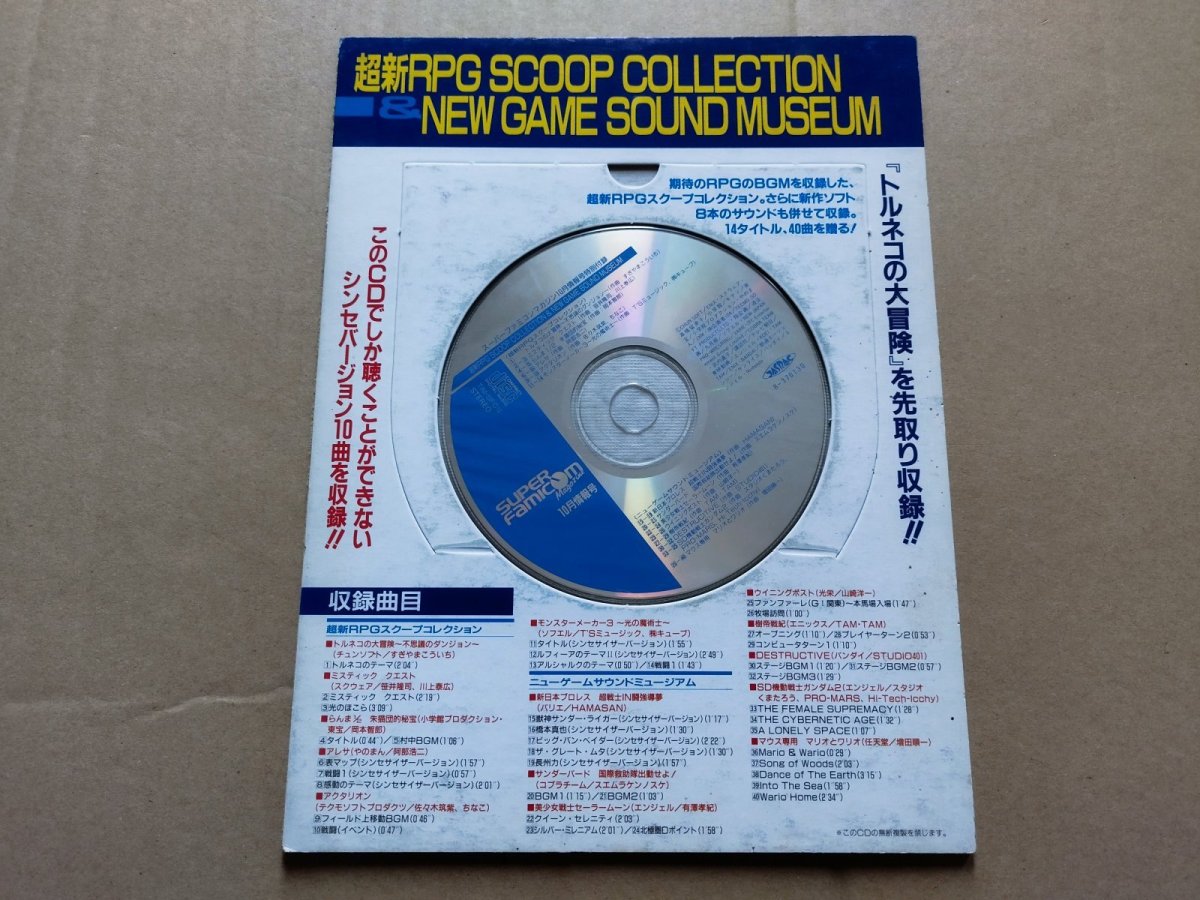 超新RPG SCOOP COLLECTION
& NEW GAME SOUND MUSEUM
期待のRPGのBGMを収録した、
超新RPGスクープコレクション。さらに新作ソフト
8本のサウンドも併せて収録。
14タイトル、40曲を贈る!
『トルネコの大冒険』を先取り収録!!
このCDでしか聴くことができない
シンセバージョン10曲を収録!!
スーパーファミコンマガジン10月情報号特別付録
超新RPG SCOOP COLLECTION & NEW GAME SOUND MUSEUM
COMPACT
disc
DIGITAL AUDIO
STEREO
JASRAC
SUPER
Famicom
Magazine
10月情報号
収録曲目
超新RPGスクープコレクション
■トルネコの大冒険~不思議のダンジョン~
(チュンソフト/すぎやまこういち)
①トルネコのテーマ(2'04")
■ミスティック クエスト
(スクウェア/笹井隆司、川上泰広)
②ミスティック クエスト(2'19")
③光のほこら(3'09")
■らんま½ 朱猫団的秘宝(小学館プロダクション・
東宝/岡本智郎)
④タイトル(0'44")/⑤村中BGM(1'06")
■アレサ(やのまん/阿部浩二)
⑥表マップ(シンセサイザーバージョン)(1'57")
⑦戦闘1(シンセサイザーバージョン)(0'57")
⑧感動のテーマ(シンセサイザーバージョン)(2'01")
■アクタリオン
(テクモソフトプロダクツ/佐々木筑紫、ちなこ)
⑨フィールド上移動BGM(0'46")
⑩戦闘(イベント)(0'47")
■モンスターメーカー3 ~光の魔術士~
(ソフエル/T'Sミュージック、㈱キューブ)
⑪タイトル(シンセサイザーバージョン)(1'55")
⑫ルフィーアのテーマII(シンセサイザーバージョン)(2'49")
⑬アルシャルクのテーマ(0'50")/⑭戦闘1(1'43")
ニューゲームサウンドミュージアム
■新日本プロレス 超戦士IN闘強導夢
(バリエ/HAMASAN)
⑮獣神サンダー・ライガー(シンセサイザーバージョン)(1'17")
⑯橋本真也(シンセサイザーバージョン)(1'30")
⑰ビッグ・バン・ベイダー(シンセサイザーバージョン)(2'22")
⑱ザ・グレート・ムタ(シンセサイザーバージョン)(1'30")
⑲長州力(シンセサイザーバージョン)(1'57")
■サンダーバード 国際救助隊出動せよ!
(コブラチーム/スエムラケンノスケ)
⑳BGM1(1'15")/㉑BGM2(1'03")
■美少女戦士セーラームーン(エンジェル/有澤孝紀)
㉒クイーン・セレニティ(2'03")
㉓シルバー・ミレニアム(2'01")/㉔北極圏Dポイント(1'58")
■ウイニングポスト(光栄/山崎洋一)
㉕ファンファーレ(GⅠ関東)~本馬場入場(1'47")
㉖牧場訪問(1'00")
■樹帝戦紀(エニックス/TAM-TAM)
㉗オープニング(1'10")/㉘プレイヤーターン2(0'53")
㉙コンピュータターン1(1'10")
■DESTRUCTIVE(バンダイ/STUDIO401)
㉚ステージBGM1(1'20")/㉛ステージBGM2(0'57")
㉜ステージBGM3(1'29")
■SD機動戦士ガンダム2(エンジェル/スタジオ
くまたろう、PRO-MARS、Hi-Tech-Icchy)
㉝THE FEMALE SUPREMACY(1'26")
㉞THE CYBERNETIC AGE(1'32")
㉟A LONELY SPACE(1'07")
■マウス専用 マリオとワリオ(任天堂/増田順一)
㊱Mario & Wario(0'29")
㊲Song of Woods(2'03")
㊳Dance of The Earth(3'15")
㊴Into The Sea(1'58")
㊵Wario Home(2'34")
※このCDの無断複製を禁じます。